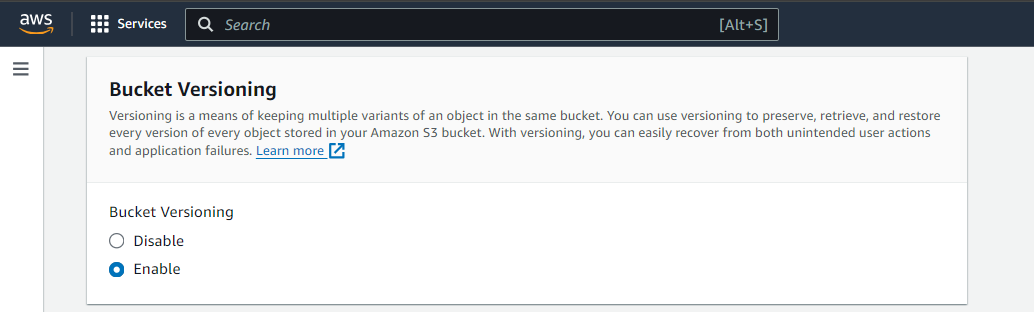 aws
Services
Search
[Alt+S]
Bucket Versioning
Versioning is a means of keeping multiple variants of an object in the same bucket. You can use versioning to preserve, retrieve, and restore
every version of every object stored in your Amazon S3 bucket. With versioning, you can easily recover from both unintended user actions
and application failures. Learn more
Bucket Versioning
Disable
Enable